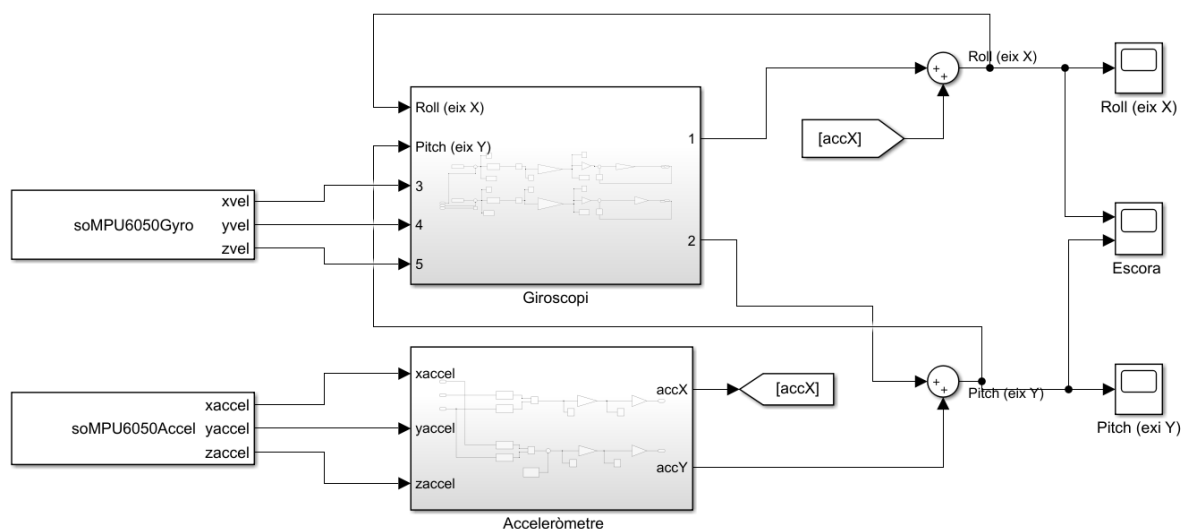 Roll (eix X)
Roll (eix X)
Roll (eix X)
Pitch (eix Y)
1
[accX]
soMPU6050Gyro
xvel
yvel
zvel
3
4
5
2
Giroscopi
Escora
soMPU6050Accel
xaccel
yaccel
zaccel
xaccel
yaccel
zaccel
accX
accY
[accX]
Pitch (eix Y)
Pitch (exi Y)
Acceleròmetre